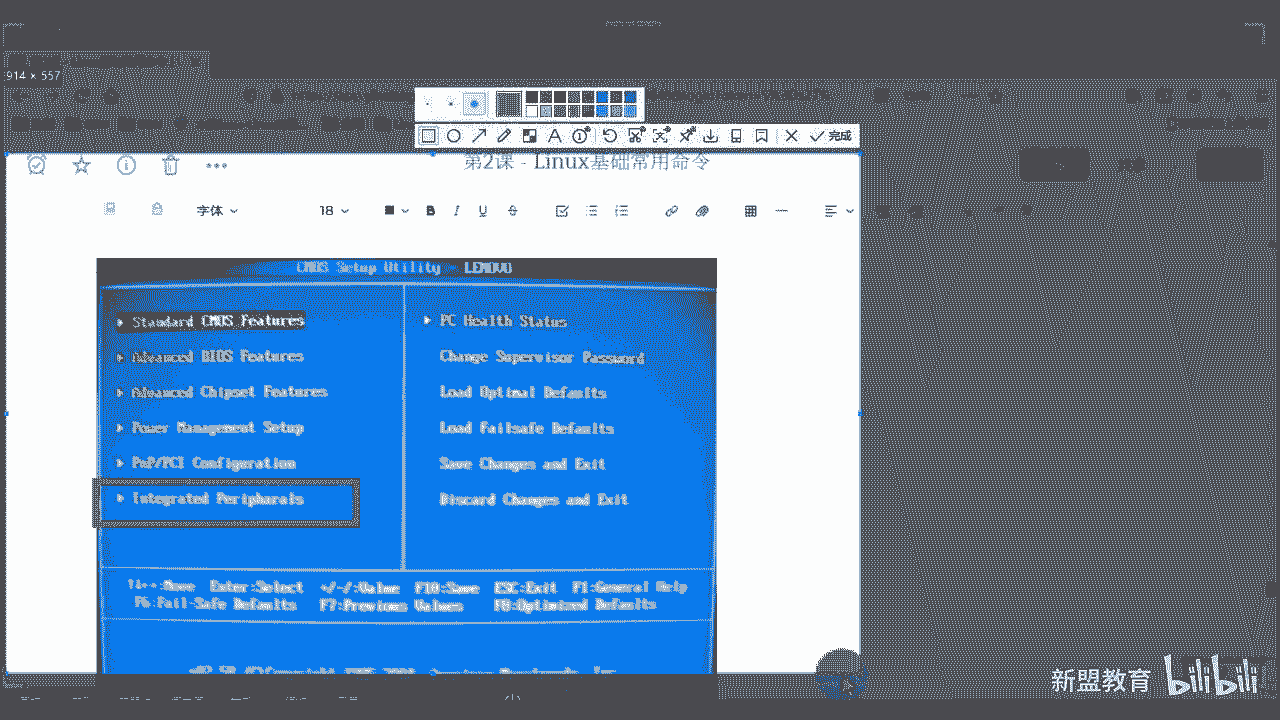 914 × 557
完成
第2课 - Linux基础常用命令
字体 18 B I U S
CMOS Setup Utility - LENOVO
Standard CMOS Features
Advanced BIOS Features
Advanced Chipset Features
Power Management Setup
PnP/PCI Configuration
Integrated Peripherals
PC Health Status
Change Supervisor Password
Load Optimal Defaults
Load Failsafe Defaults
Save Changes and Exit
Discard Changes and Exit
:Move Enter:Select +/-/:Value F10:Save ESC:Exit F1:General Help
F6:Fail-Safe Defaults F7:Previous Values F8:Optimized Defaults
新盟教育 bilibili